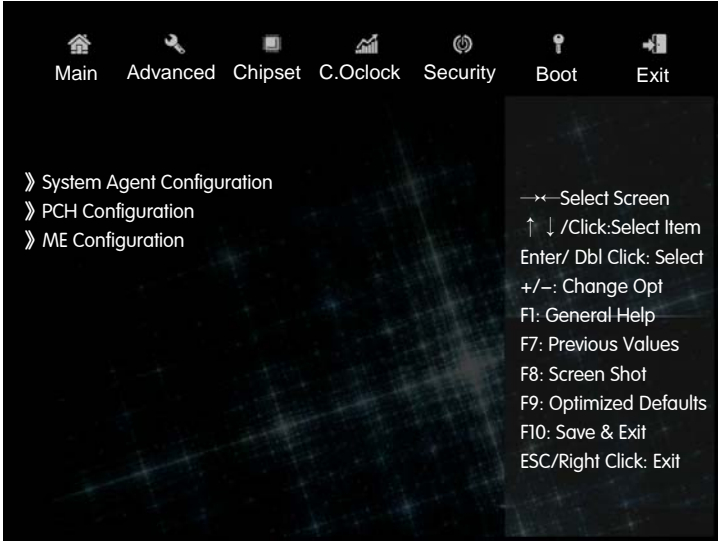 Main Advanced Chipset C.Oclock Security Boot Exit
》System Agent Configuration
》PCH Configuration
》ME Configuration
→←Select Screen
↑ ↓/Click:Select Item
Enter/ Dbl Click: Select
+/–: Change Opt
F1: General Help
F7: Previous Values
F8: Screen Shot
F9: Optimized Defaults
F10: Save & Exit
ESC/Right Click: Exit